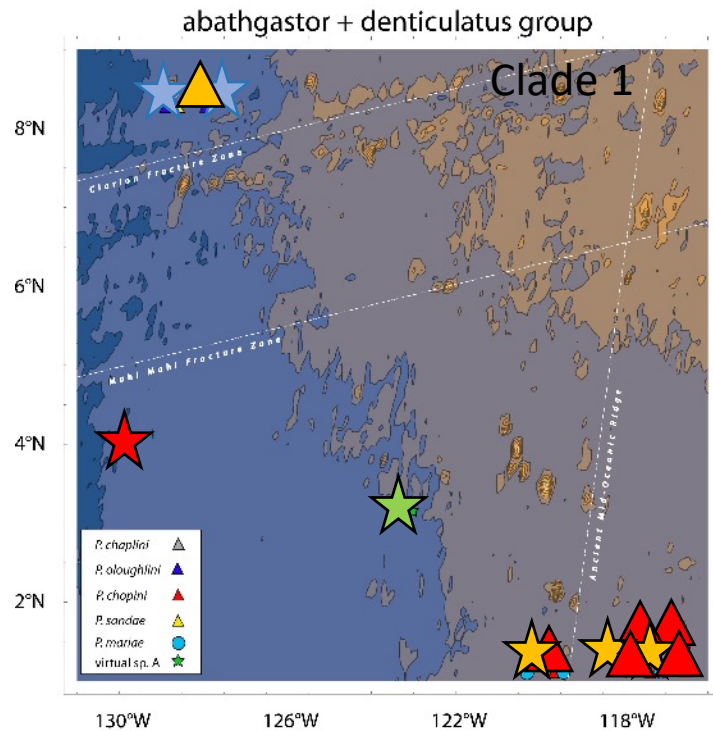 abathgastor + denticulatus group
Clade 1
8°N
Clarion Fracture Zone
6°N
Mahi Mahi Fracture Zone
4°N
Ancient Mid Oceanic Ridge
P. chaplini
P. oloughlini
P. chopini
P. sandae
P. mariae
virtual sp. A
2°N
130°W
126°W
122°W
118°W